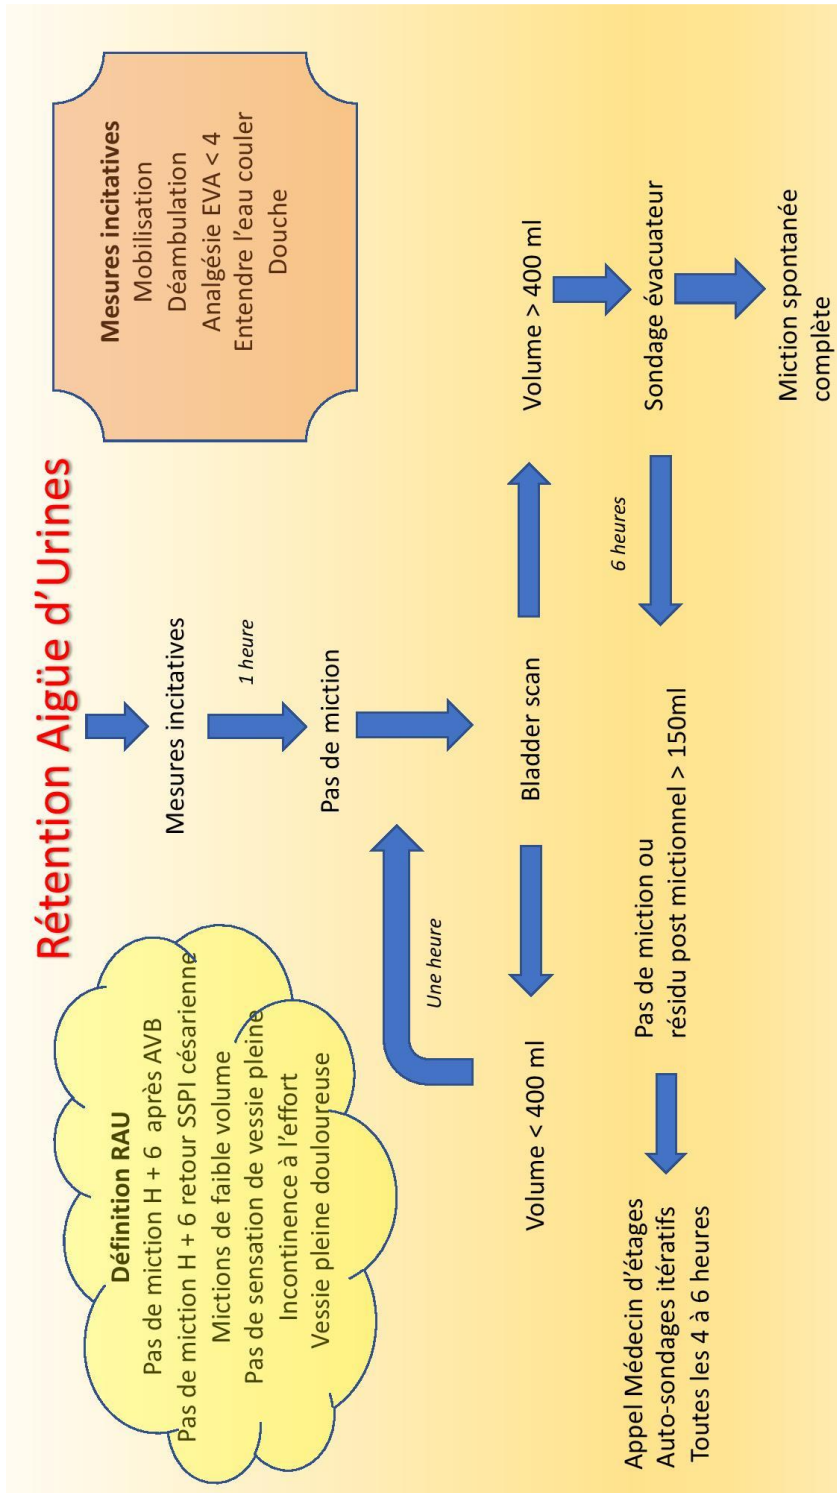 Rétention Aigüe d'Urines
Définition RAU
Pas de miction H + 6 après AVB
Pas de miction H + 6 retour SSPI césarienne
Mictions de faible volume
Pas de sensation de vessie pleine
Incontinence à l'effort
Vessie pleine douloureuse
Mesures incitatives
Mobilisation
Déambulation
Analgésie EVA < 4
Entendre l'eau couler
Douche
Mesures incitatives
1 heure
Pas de miction
Une heure
Volume < 400 ml
Bladder scan
Volume > 400 ml
6 heures
Sondage évacuateur
Pas de miction ou
résidu post mictionnel > 150ml
Appel Médecin d'étages
Auto-sondages itératifs
Toutes les 4 à 6 heures
Miction spontanée
complète